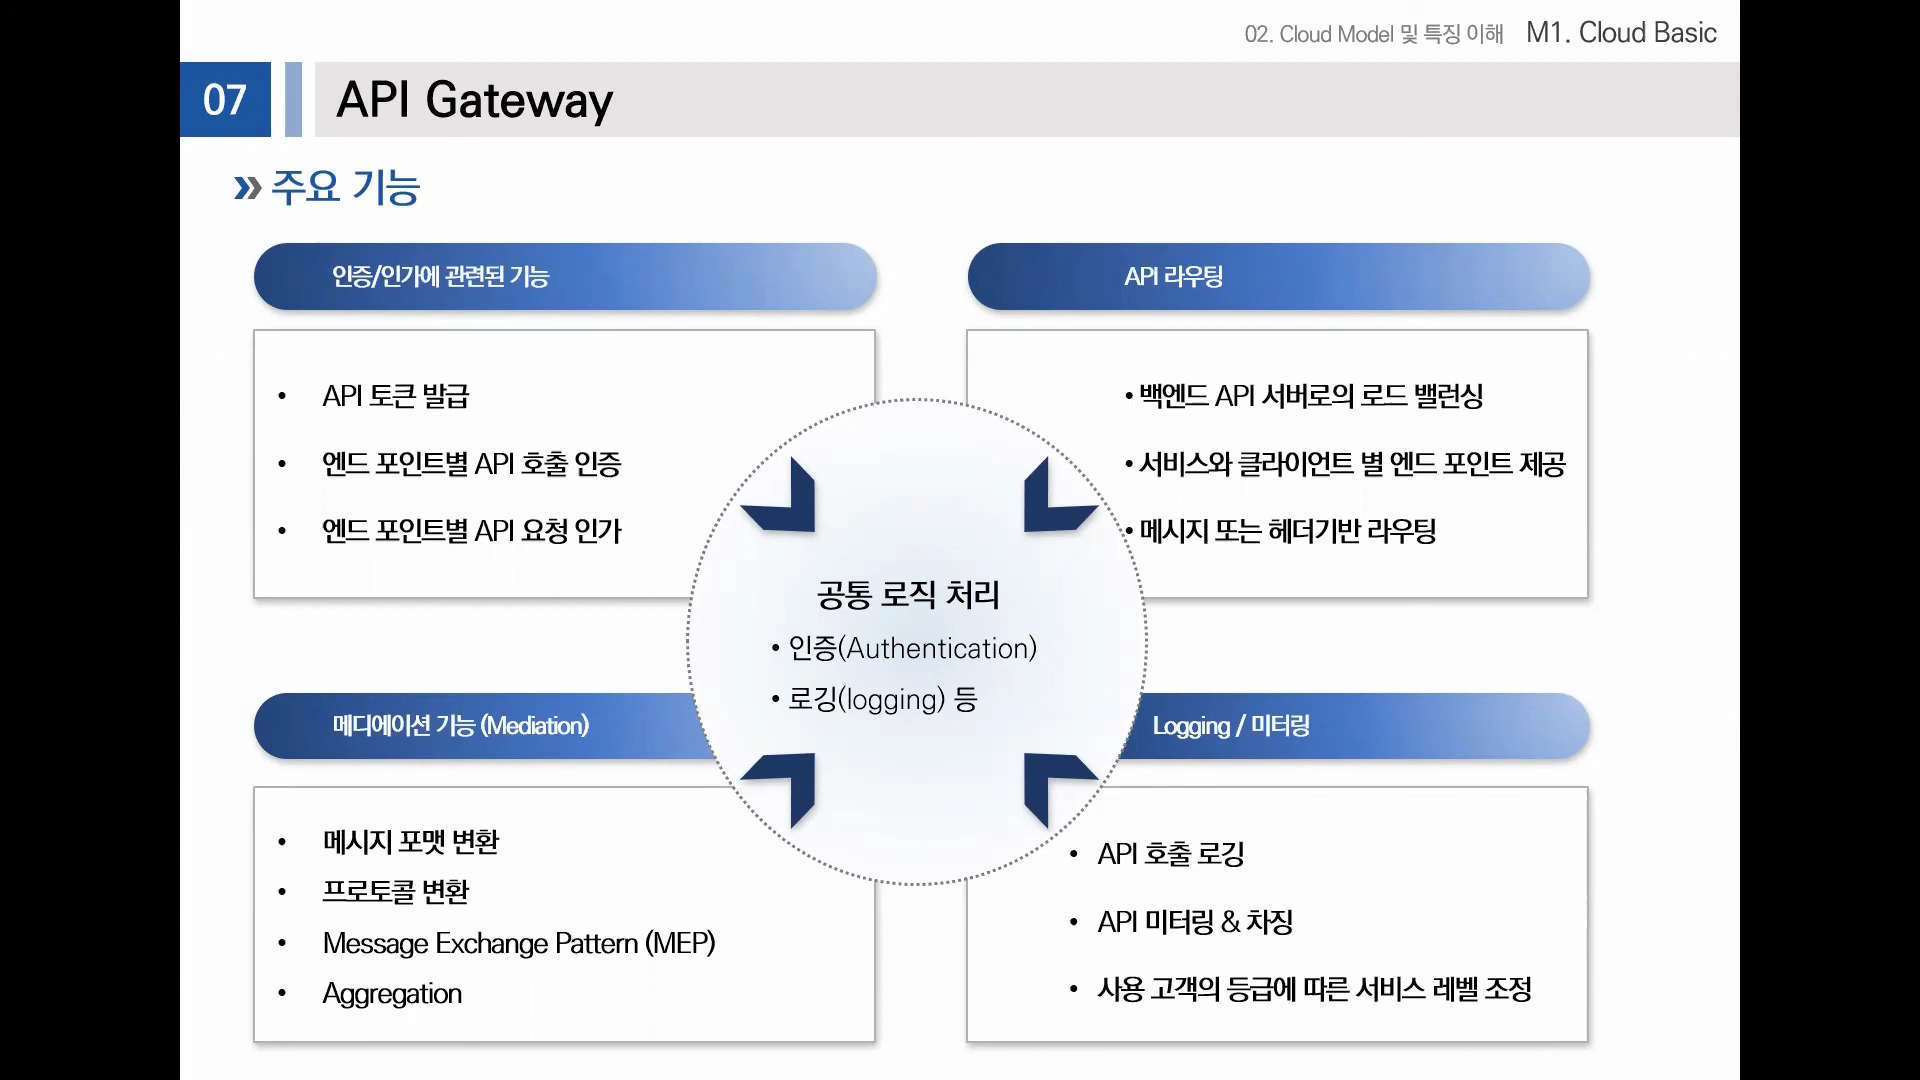 02. Cloud Model 및 특징 이해 M1. Cloud Basic
07 API Gateway
주요 기능
인증/인가에 관련된 기능
• API 토큰 발급
• 엔드 포인트별 API 호출 인증
• 엔드 포인트별 API 요청 인가
API 라우팅
• 백엔드 API 서버로의 로드 밸런싱
• 서비스와 클라이언트 별 엔드 포인트 제공
• 메시지 또는 헤더기반 라우팅
공통 로직 처리
• 인증(Authentication)
• 로깅(logging) 등
메디에이션 기능 (Mediation)
• 메시지 포맷 변환
• 프로토콜 변환
• Message Exchange Pattern (MEP)
• Aggregation
Logging / 미터링
• API 호출 로깅
• API 미터링 & 차징
• 사용 고객의 등급에 따른 서비스 레벨 조정